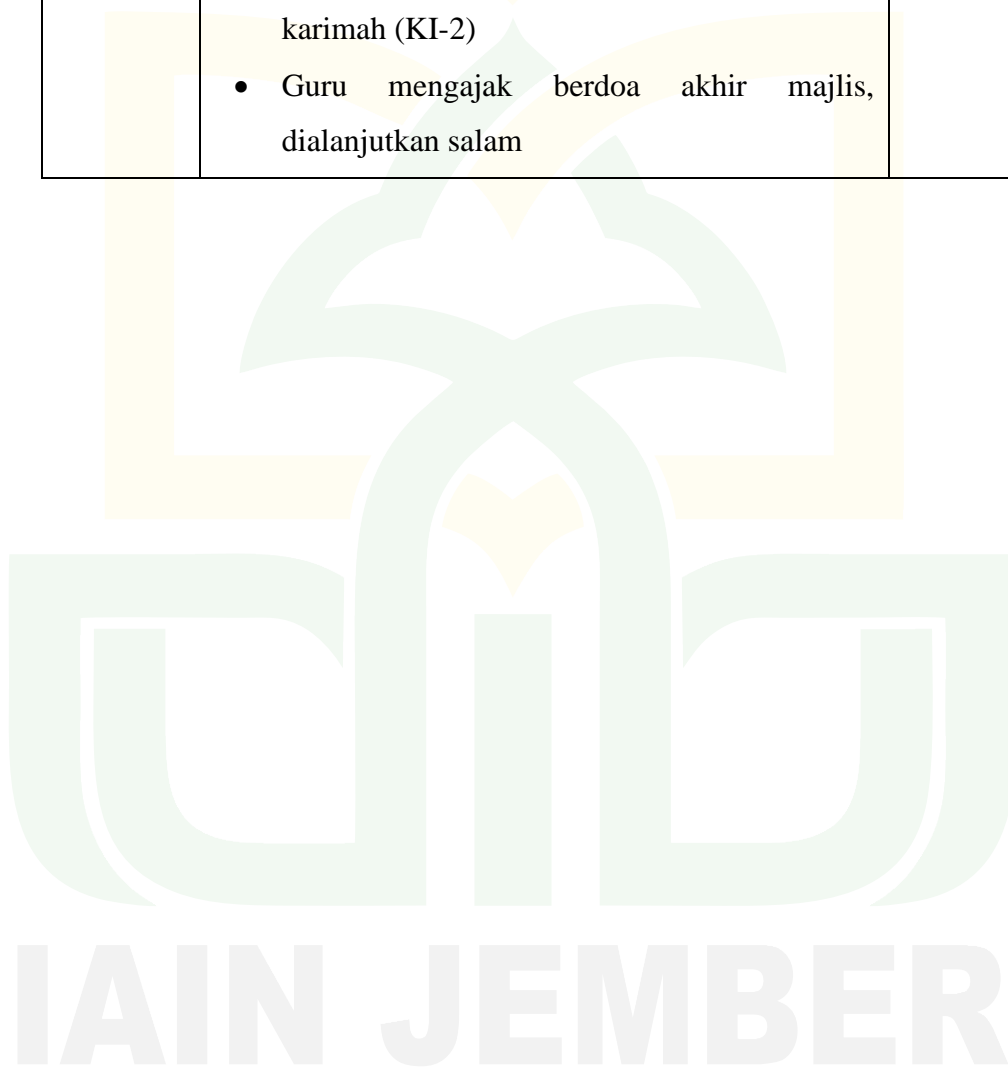 karimah (KI-2)
• Guru mengajak berdoa akhir majlis,
dialanjutkan salam
IAIN JEMBER